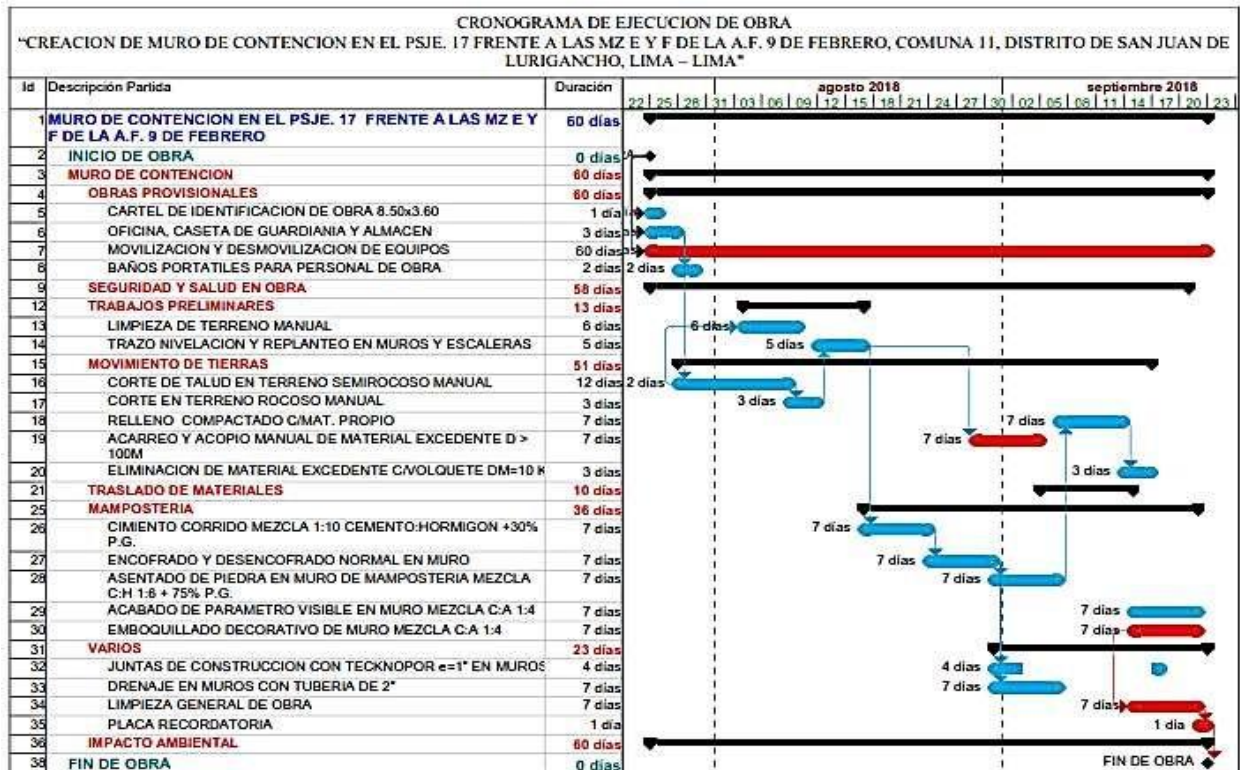 CRONOGRAMA DE EJECUCION DE OBRA
"CREACION DE MURO DE CONTENCION EN EL PSJE. 17 FRENTE A LAS MZ E Y F DE LA A.F. 9 DE FEBRERO, COMUNA 11, DISTRITO DE SAN JUAN DE
LURIGANCHO, LIMA – LIMA"
Id Descripción Partida Duración agosto 2018 septiembre 2018
22 25 28 31 03 06 09 12 15 18 21 24 27 30 02 05 08 11 14 17 20 23
1 MURO DE CONTENCION EN EL PSJE. 17 FRENTE A LAS MZ E Y 60 días
F DE LA A.F. 9 DE FEBRERO
2 INICIO DE OBRA 0 días
3 MURO DE CONTENCION 60 días
4 OBRAS PROVISIONALES 60 días
5 CARTEL DE IDENTIFICACION DE OBRA 8.50x3.60 1 día
6 OFICINA, CASETA DE GUARDIANIA Y ALMACEN 3 días
7 MOVILIZACION Y DESMOVILIZACION DE EQUIPOS 60 días
8 BAÑOS PORTATILES PARA PERSONAL DE OBRA 2 días 2 días
9 SEGURIDAD Y SALUD EN OBRA 58 días
12 TRABAJOS PRELIMINARES 13 días
13 LIMPIEZA DE TERRENO MANUAL 6 días 6 días
14 TRAZO NIVELACION Y REPLANTEO EN MUROS Y ESCALERAS 5 días 5 días
15 MOVIMIENTO DE TIERRAS 51 días
16 CORTE DE TALUD EN TERRENO SEMIROCOSO MANUAL 12 días 2 días
17 CORTE EN TERRENO ROCOSO MANUAL 3 días 3 días
18 RELLENO COMPACTADO C/MAT. PROPIO 7 días 7 días
19 ACARREO Y ACOPIO MANUAL DE MATERIAL EXCEDENTE D > 7 días 7 días
100M
20 ELIMINACION DE MATERIAL EXCEDENTE C/VOLQUETE DM=10 K 3 días 3 días
21 TRASLADO DE MATERIALES 10 días
25 MAMPOSTERIA 36 días
26 CIMIENTO CORRIDO MEZCLA 1:10 CEMENTO:HORMIGON +30% 7 días 7 días
P.G.
27 ENCOFRADO Y DESENCOFRADO NORMAL EN MURO 7 días 7 días
28 ASENTADO DE PIEDRA EN MURO DE MAMPOSTERIA MEZCLA 7 días 7 días
C:H 1:6 + 75% P.G.
29 ACABADO DE PARAMETRO VISIBLE EN MURO MEZCLA C:A 1:4 7 días 7 días
30 EMBOQUILLADO DECORATIVO DE MURO MEZCLA C:A 1:4 7 días 7 días
31 VARIOS 23 días
32 JUNTAS DE CONSTRUCCION CON TECKNOPOR e=1" EN MUROS 4 días 4 días
33 DRENAJE EN MUROS CON TUBERIA DE 2" 7 días 7 días
34 LIMPIEZA GENERAL DE OBRA 7 días 7 días
35 PLACA RECORDATORIA 1 día 1 día
36 IMPACTO AMBIENTAL 60 días
38 FIN DE OBRA 0 días FIN DE OBRA